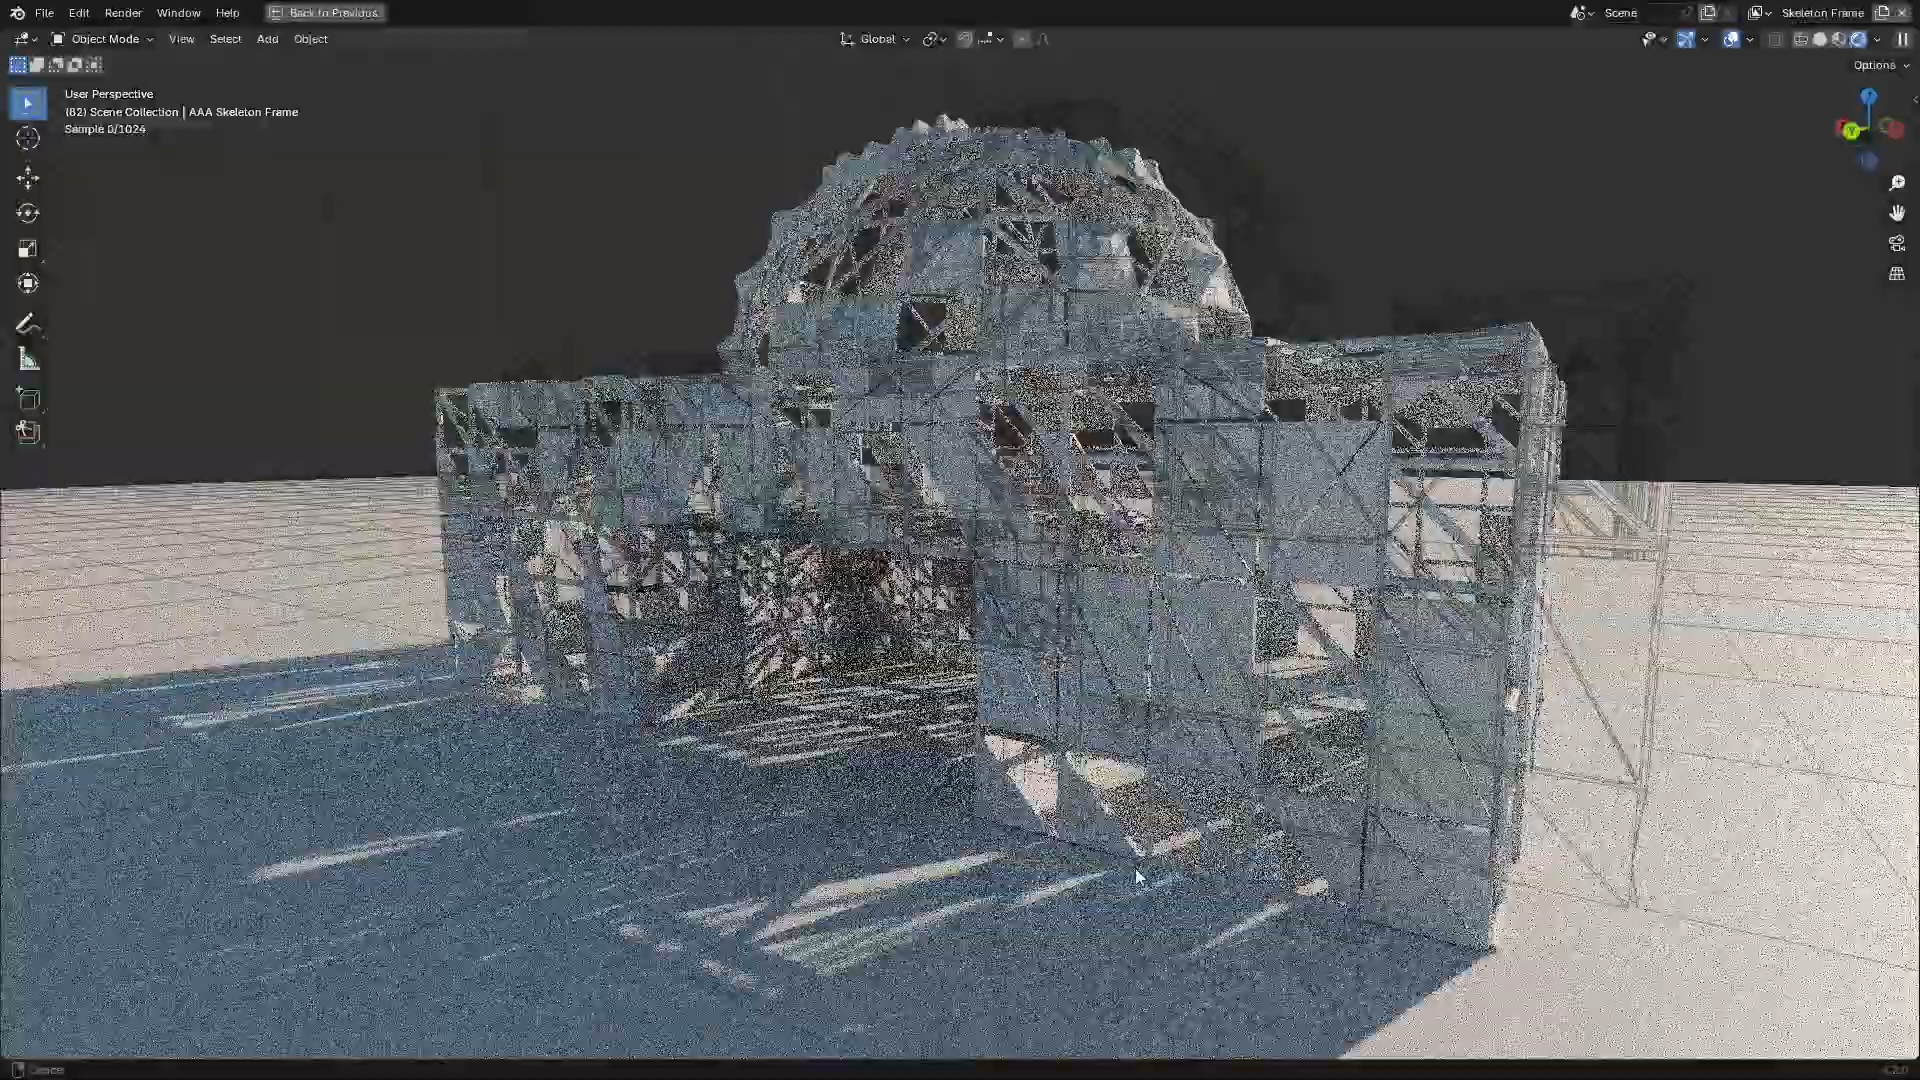 File Edit Render Window Help Back to Previous Scene Skeleton Frame
Object Mode View Select Add Object Global
Options
User Perspective
(62) Scene Collection | AAA Skeleton Frame
Sample 0/1024